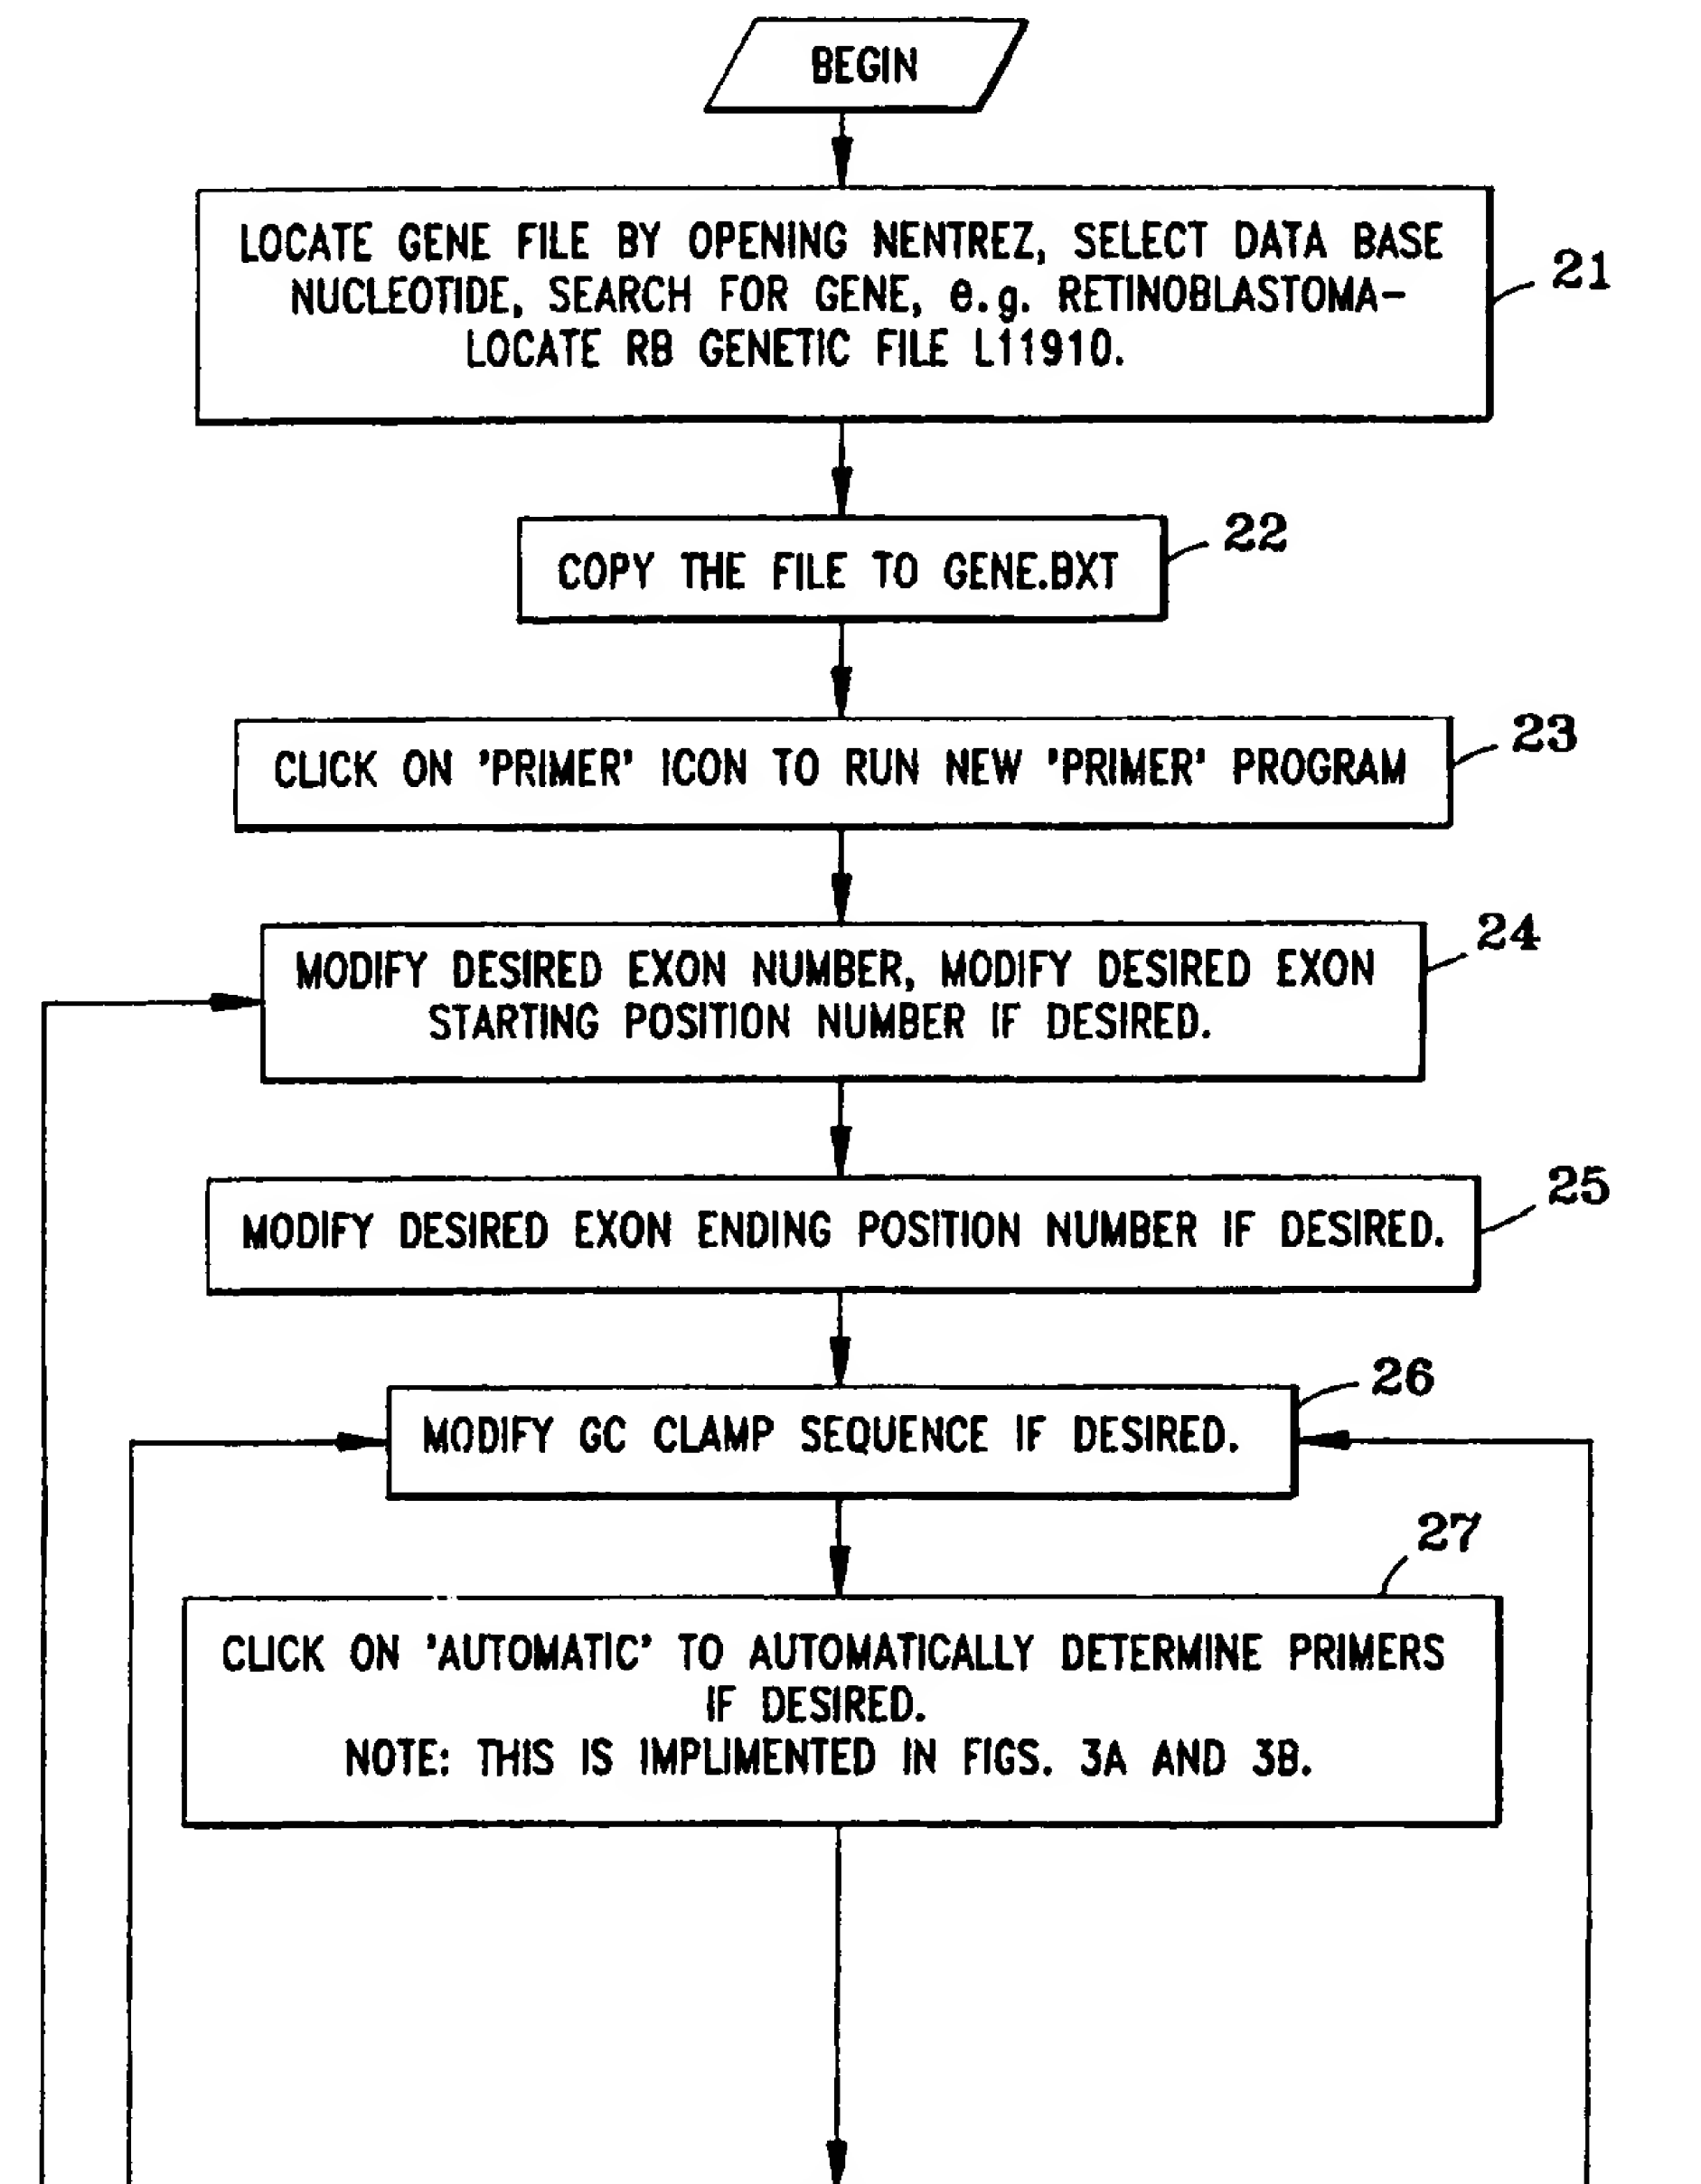 BEGIN
LOCATE GENE FILE BY OPENING NENTREZ, SELECT DATA BASE
NUCLEOTIDE, SEARCH FOR GENE, e.g. RETINOBLASTOMA-
LOCATE RB GENETIC FILE L11910.
21
COPY THE FILE TO GENE.BXT
22
CLICK ON 'PRIMER' ICON TO RUN NEW 'PRIMER' PROGRAM
23
MODIFY DESIRED EXON NUMBER, MODIFY DESIRED EXON
STARTING POSITION NUMBER IF DESIRED.
24
MODIFY DESIRED EXON ENDING POSITION NUMBER IF DESIRED.
25
MODIFY GC CLAMP SEQUENCE IF DESIRED.
26
27
CLICK ON 'AUTOMATIC' TO AUTOMATICALLY DETERMINE PRIMERS
IF DESIRED.
NOTE: THIS IS IMPLIMENTED IN FIGS. 3A AND 3B.